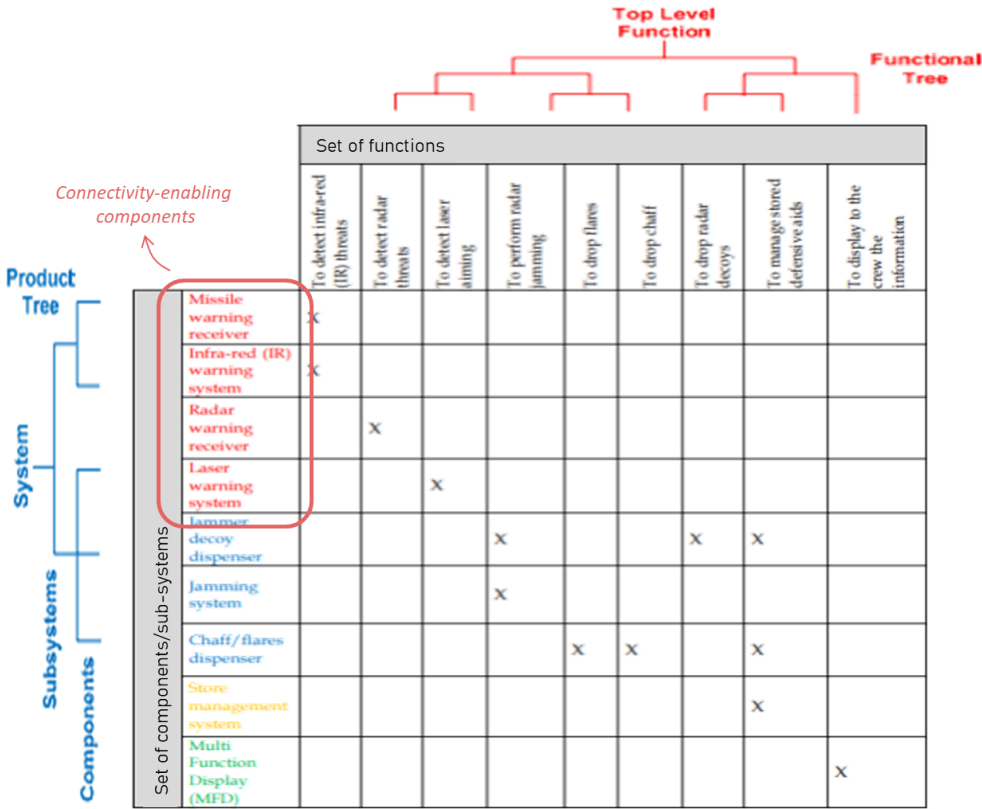 Top Level
Function
Functional
Tree
Set of functions
Connectivity-enabling
components
To detect infra-red
(IR) threats
To detect radar
threats
To detect laser
aiming
To perform radar
jamming
To drop flares
To drop chaff
To drop radar
decoys
To manage stored
defensive aids
To display to the
crew the
information
Product
Tree
System
Subsystems
Components
Set of components/sub-systems
Missile
warning
receiver
X
Infra-red (IR)
warning
system
X
Radar
warning
receiver
X
Laser
warning
system
X
Jammer
decoy
dispenser
X X X
Jamming
system
X
Chaff/flares
dispenser
X X X
Store
management
system
X
Multi
Function
Display
(MFD)
X